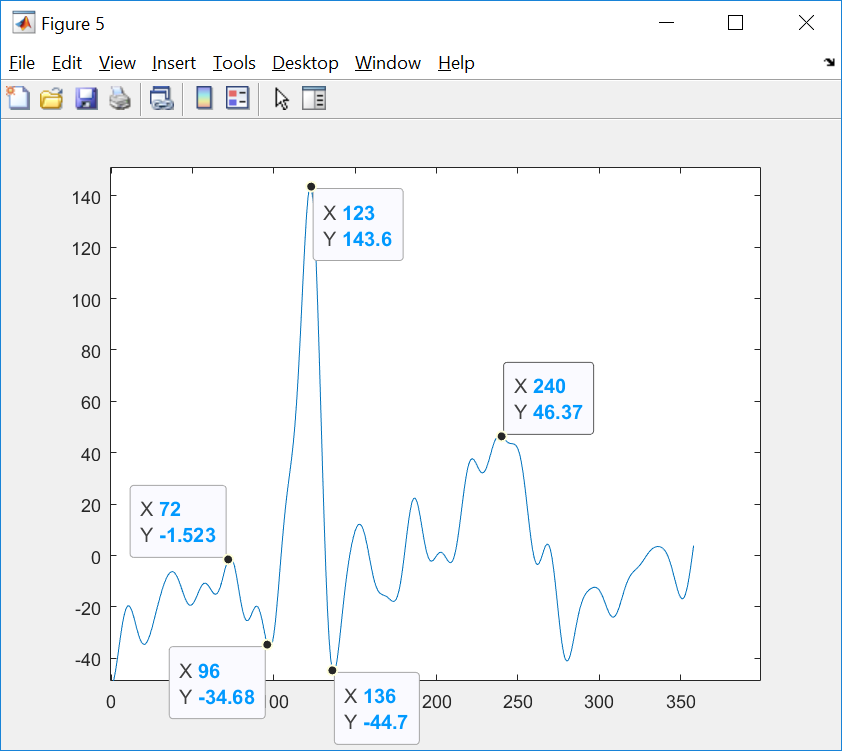 Figure 5
File Edit View Insert Tools Desktop Window Help
140
120
100
80
60
40
20
0
-20
-40
X 123
Y 143.6
X 240
Y 46.37
X 72
Y -1.523
X 96
Y -34.68
X 136
Y -44.7
0 00 200 250 300 350